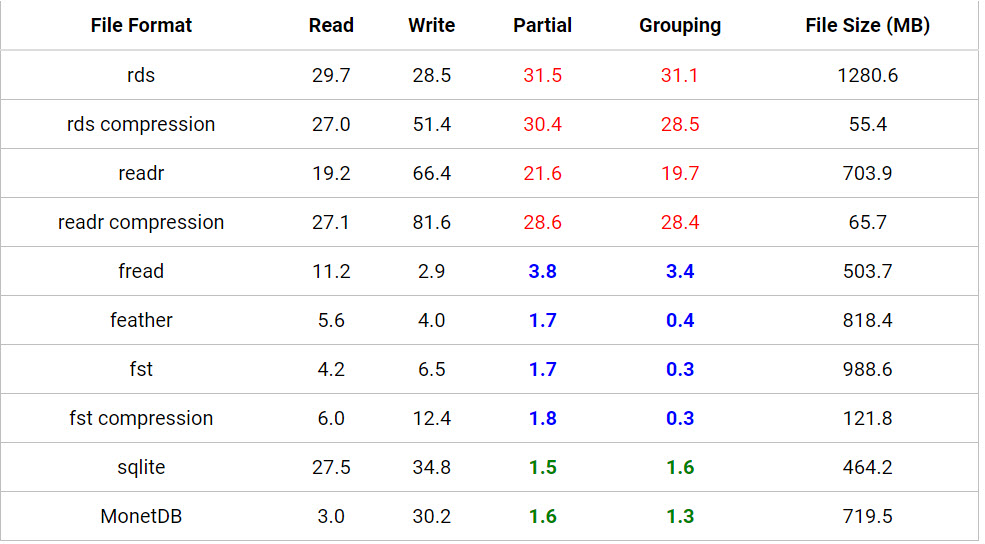 File Format Read Write Partial Grouping File Size (MB)
rds 29.7 28.5 31.5 31.1 1280.6
rds compression 27.0 51.4 30.4 28.5 55.4
readr 19.2 66.4 21.6 19.7 703.9
readr compression 27.1 81.6 28.6 28.4 65.7
fread 11.2 2.9 3.8 3.4 503.7
feather 5.6 4.0 1.7 0.4 818.4
fst 4.2 6.5 1.7 0.3 988.6
fst compression 6.0 12.4 1.8 0.3 121.8
sqlite 27.5 34.8 1.5 1.6 464.2
MonetDB 3.0 30.2 1.6 1.3 719.5